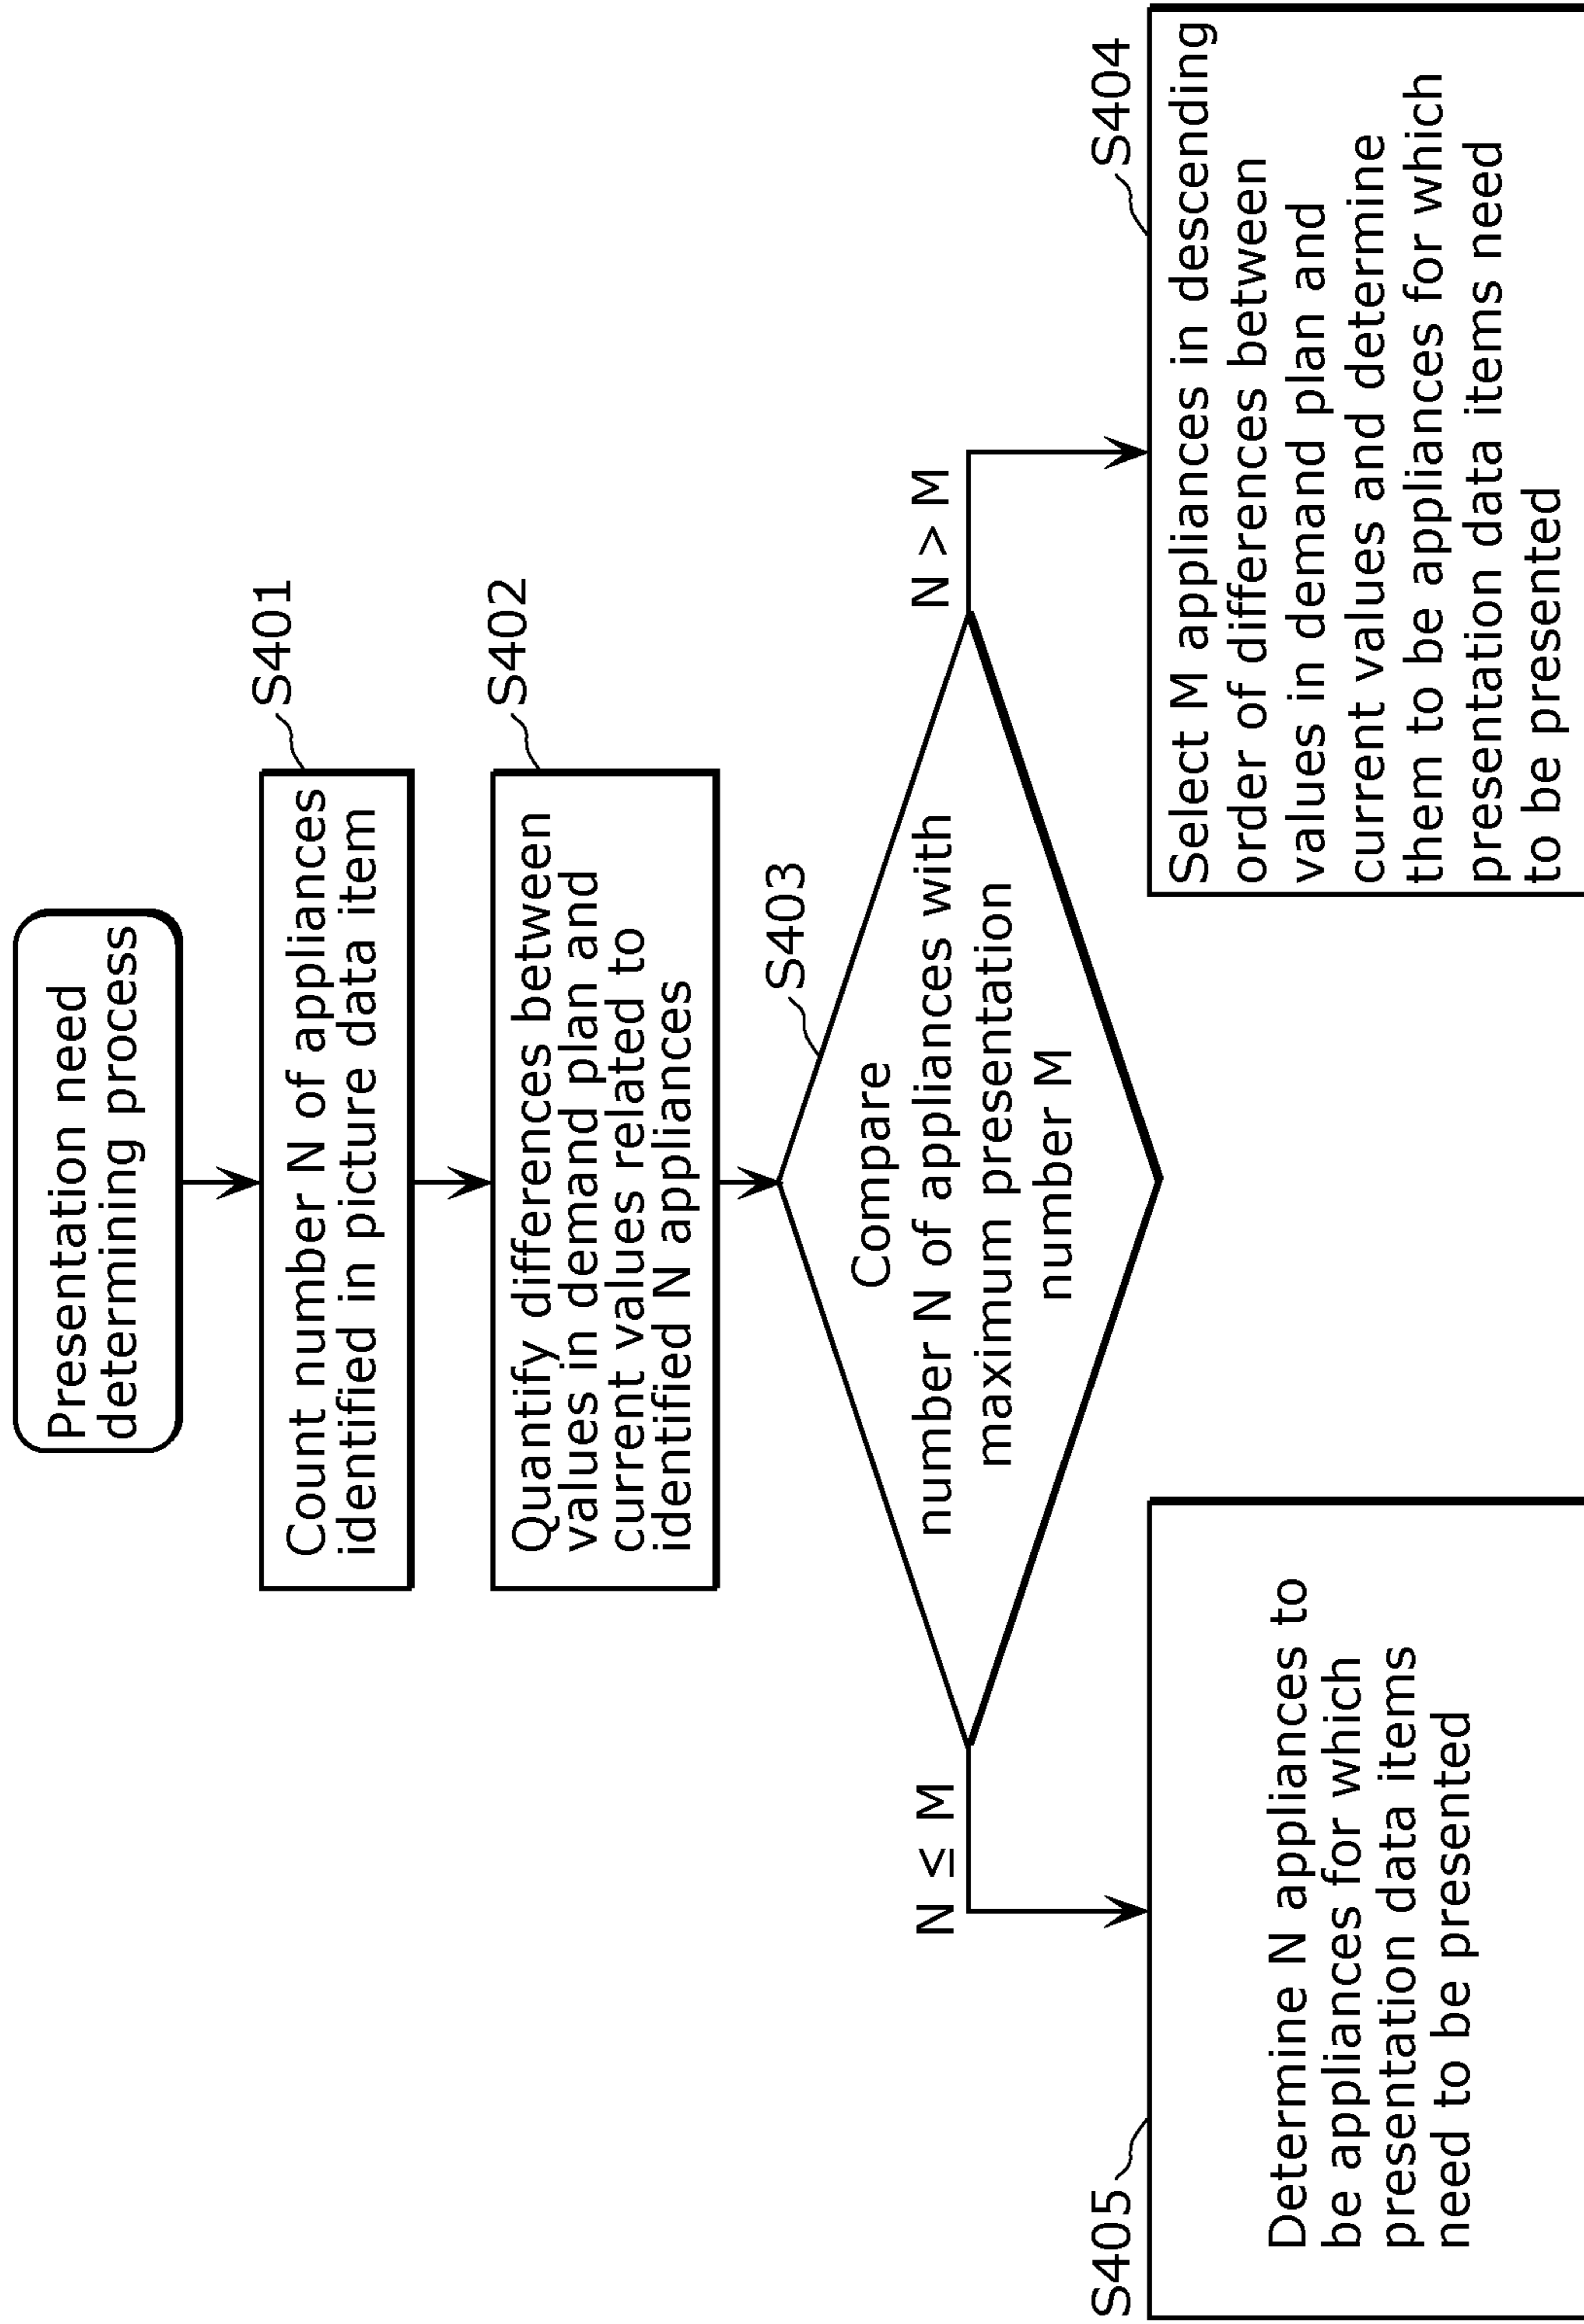 Presentation need
determining process
S401
Count number N of appliances
identified in picture data item
S402
Quantify differences between
values in demand plan and
current values related to
identified N appliances
S403
Compare
number N of appliances with
maximum presentation
number M
N ≤ M
N > M
S405
Determine N appliances to
be appliances for which
presentation data items
need to be presented
S404
Select M appliances in descending
order of differences between
values in demand plan and
current values and determine
them to be appliances for which
presentation data items need
to be presented